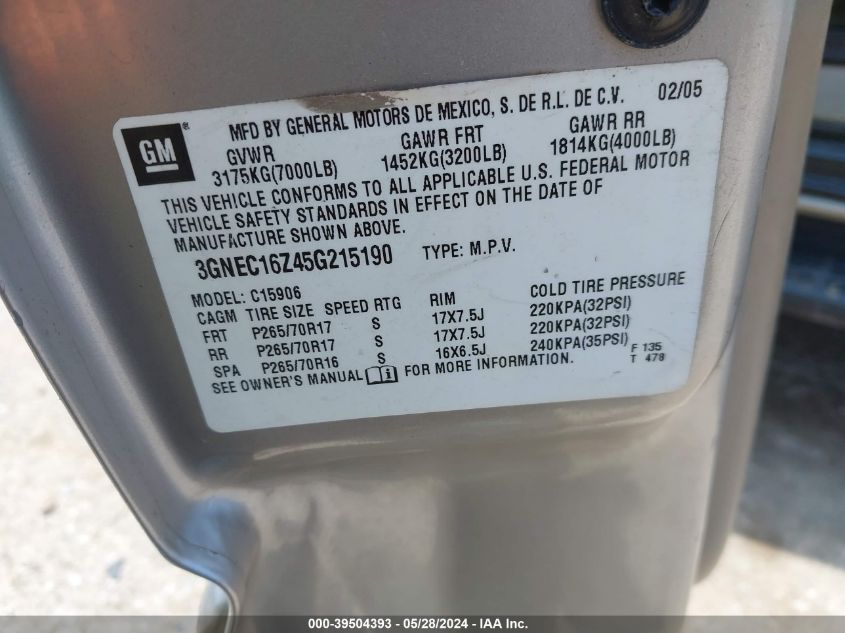 GM ® MFD BY GENERAL MOTORS DE MEXICO, S. DE R.L. DE C.V. 02/05
GVWR GAWR FRT GAWR RR
3175KG(7000LB) 1452KG(3200LB) 1814KG(4000LB)
THIS VEHICLE CONFORMS TO ALL APPLICABLE U.S. FEDERAL MOTOR
VEHICLE SAFETY STANDARDS IN EFFECT ON THE DATE OF
MANUFACTURE SHOWN ABOVE.
3GNEC16Z45G215190 TYPE: M.P.V.
MODEL: C15906
CAGM TIRE SIZE SPEED RTG RIM COLD TIRE PRESSURE
FRT P265/70R17 S 17X7.5J 220KPA(32PSI)
RR P265/70R17 S 17X7.5J 220KPA(32PSI)
SPA P265/70R16 S 16X6.5J 240KPA(35PSI)
SEE OWNER'S MANUAL i FOR MORE INFORMATION. F 135
T 478
000-39504393 - 05/28/2024 - IAAI.com